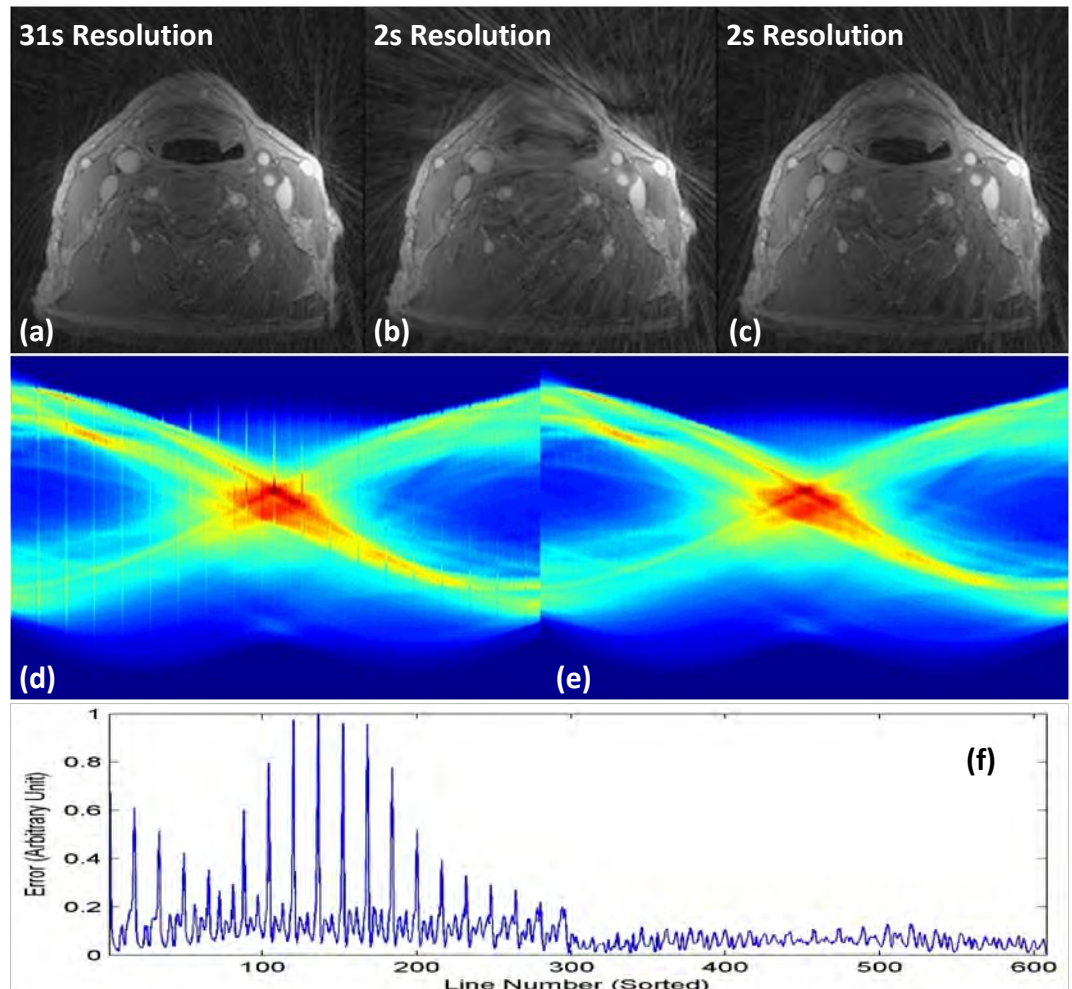 31s Resolution
2s Resolution
2s Resolution
(a)
(b)
(c)
(d)
(e)
(f)
1
0.8
0.6
0.4
0.2
0
Error (Arbitrary Unit)
100
200
300
400
500
600
Line Number (Sorted)